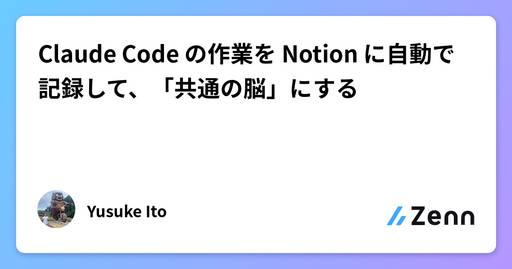 Claude Code の作業を Notion に自動で
記録して、「共通の脳」にする
Yusuke Ito
Zenn